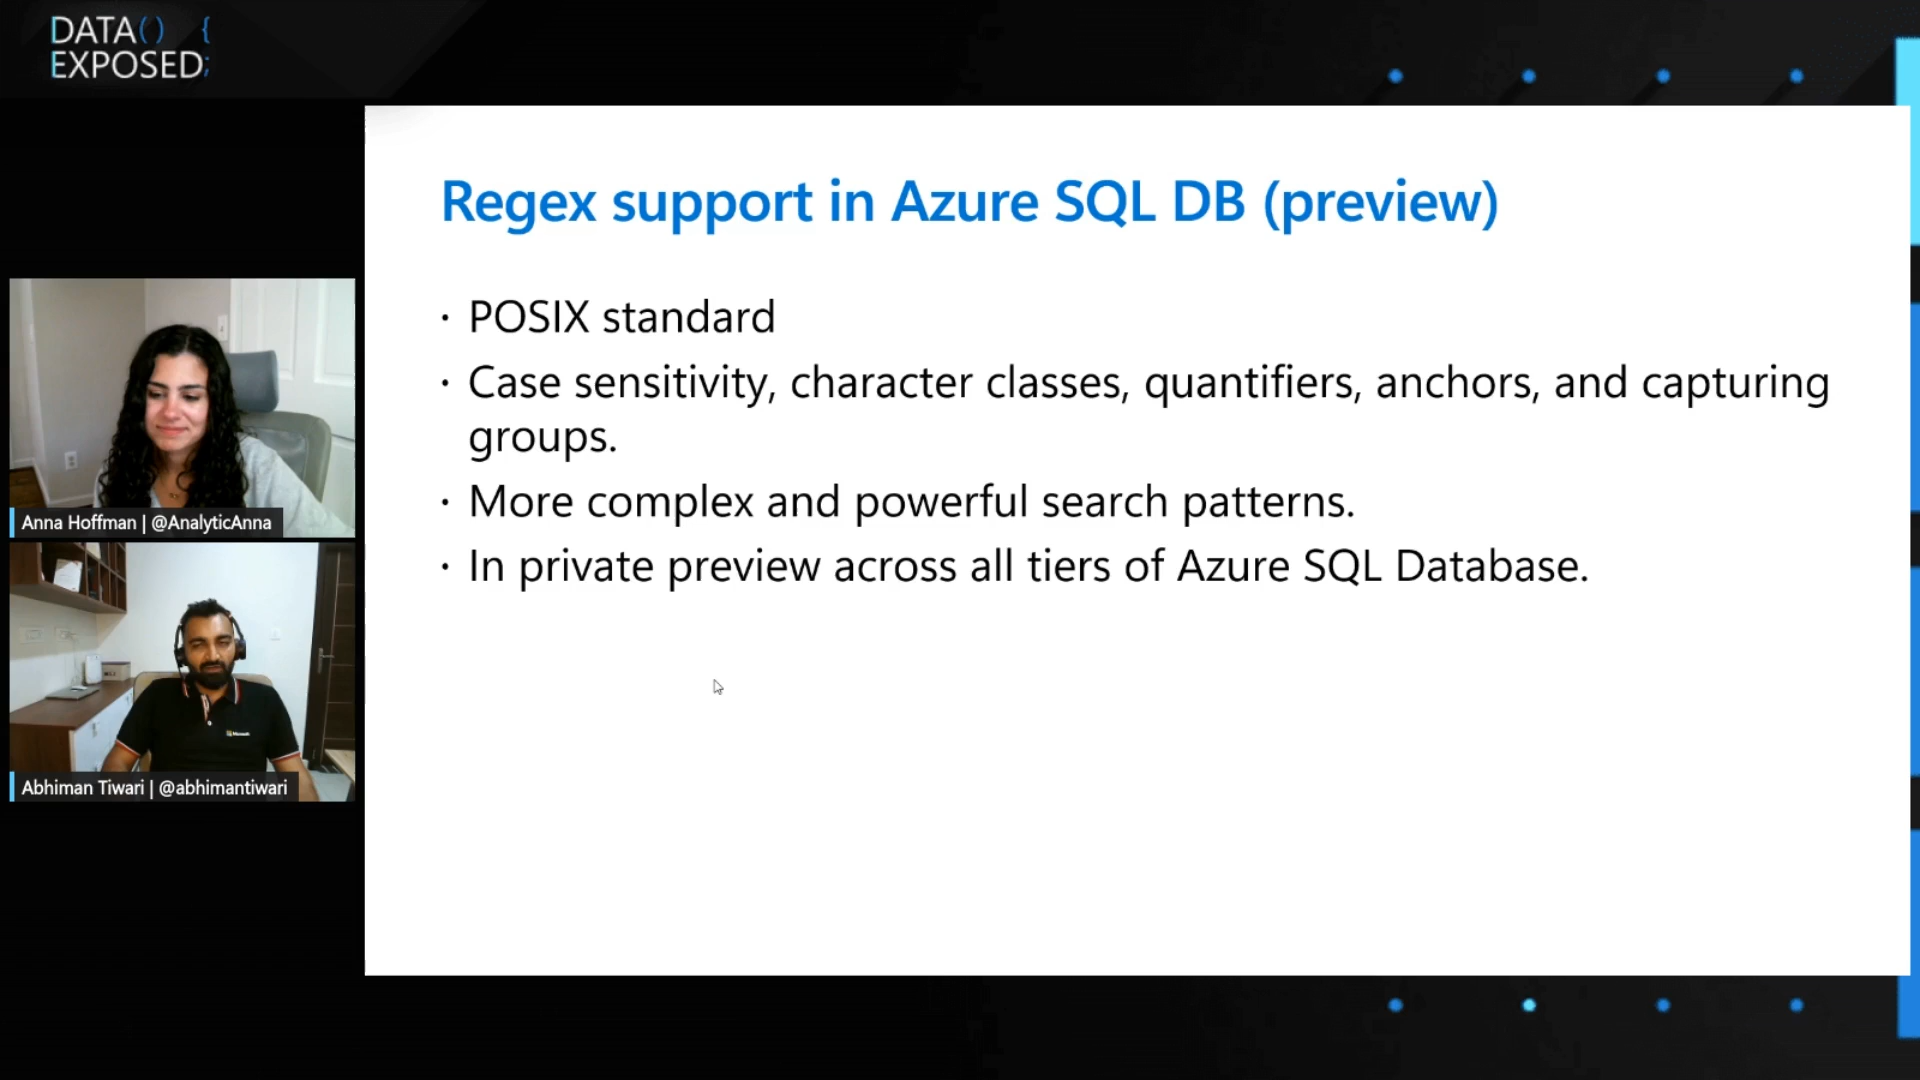 DATA() {
EXPOSED;
Regex support in Azure SQL DB (preview)
· POSIX standard
· Case sensitivity, character classes, quantifiers, anchors, and capturing
groups.
· More complex and powerful search patterns.
· In private preview across all tiers of Azure SQL Database.
Anna Hoffman | @AnalyticAnna
Microsoft
Abhiman Tiwari | @abhimantiwari